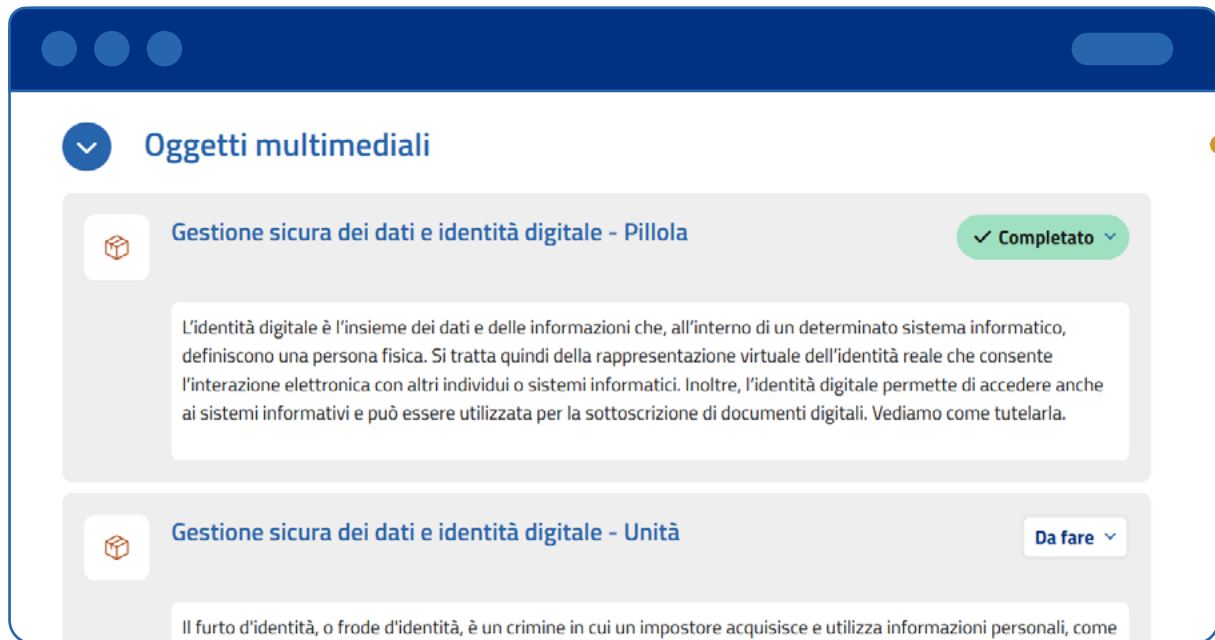 Oggetti multimediali
Gestione sicura dei dati e identità digitale - Pillola
Completato
L'identità digitale è l'insieme dei dati e delle informazioni che, all'interno di un determinato sistema informatico,
definiscono una persona fisica. Si tratta quindi della rappresentazione virtuale dell'identità reale che consente
l'interazione elettronica con altri individui o sistemi informatici. Inoltre, l'identità digitale permette di accedere anche
ai sistemi informativi e può essere utilizzata per la sottoscrizione di documenti digitali. Vediamo come tutelarla.
Gestione sicura dei dati e identità digitale - Unità
Da fare
Il furto d'identità, o frode d'identità, è un crimine in cui un impostore acquisisce e utilizza informazioni personali, come